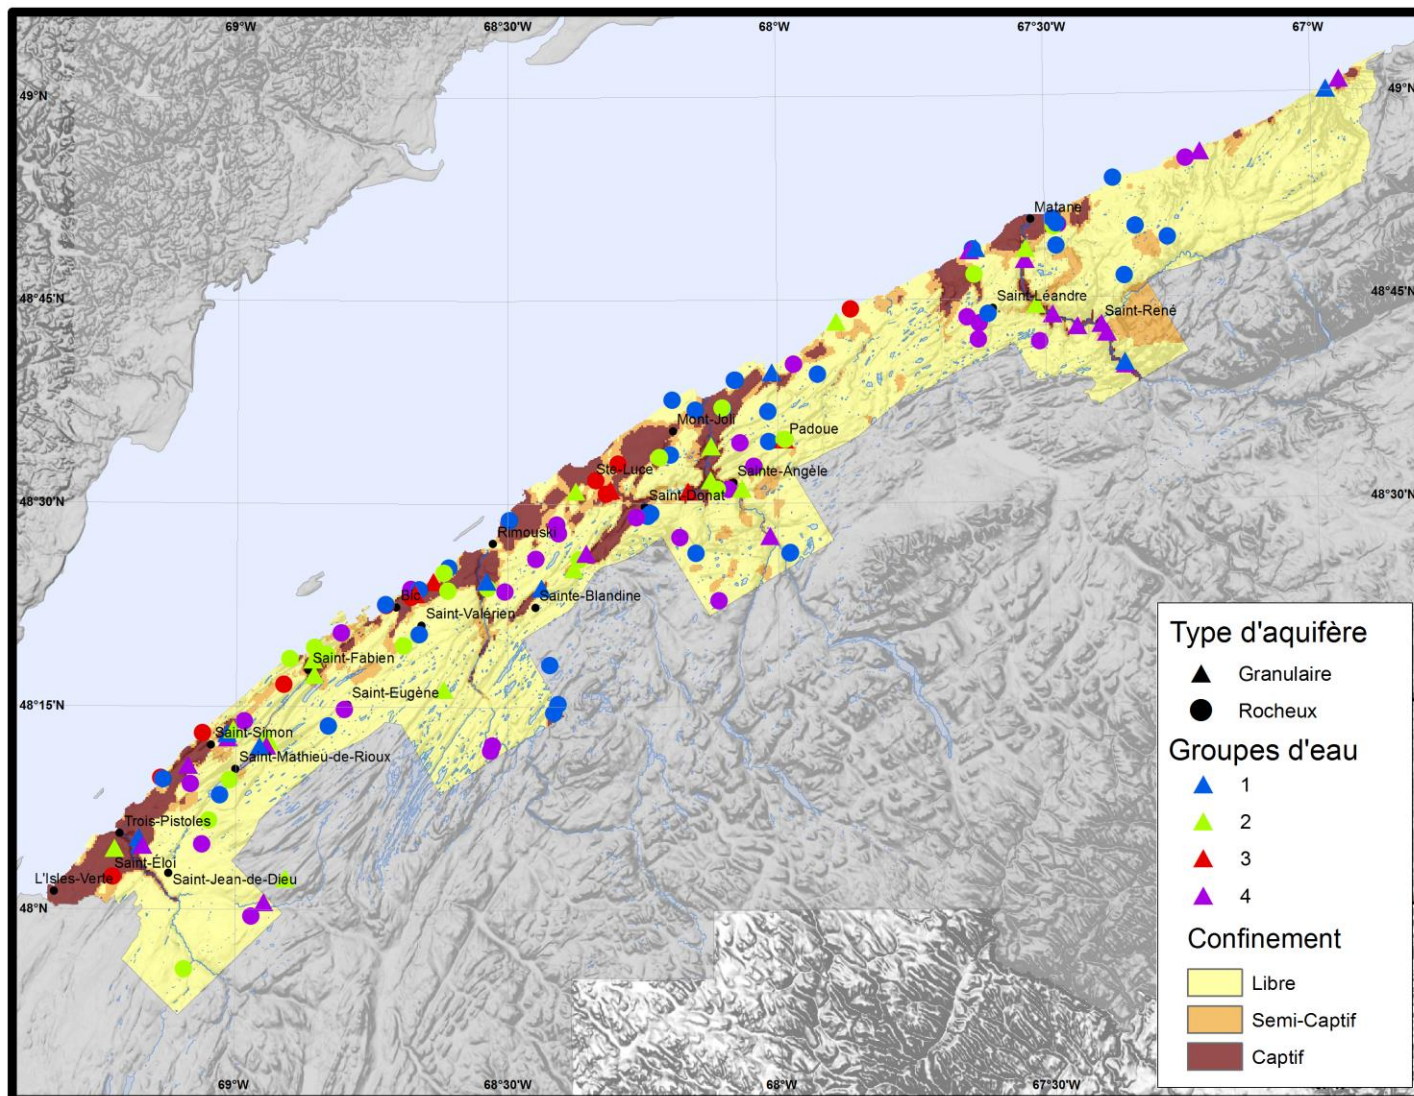 69°W
68°30'W
68°W
67°30'W
67°W
49°N
49°N
Matane
48°45'N
Saint-Léandre
48°45'N
Saint-René
Mont-Joli
Padoue
Ste-Luce
Sainte-Angèle
48°30'N
Saint-Donat
48°30'N
Rimouski
Bic
Sainte-Blandine
Saint-Valérien
Saint-Fabien
Saint-Eugène
48°15'N
Saint-Simon
Saint-Mathieu-de-Rioux
Trois-Pistoles
Saint-Éloi
L'Isles-Verte
Saint-Jean-de-Dieu
48°N
69°W
68°30'W
68°W
67°30'W
Type d'aquifère
Granulaire
Rocheux
Groupes d'eau
1
2
3
4
Confinement
Libre
Semi-Captif
Captif